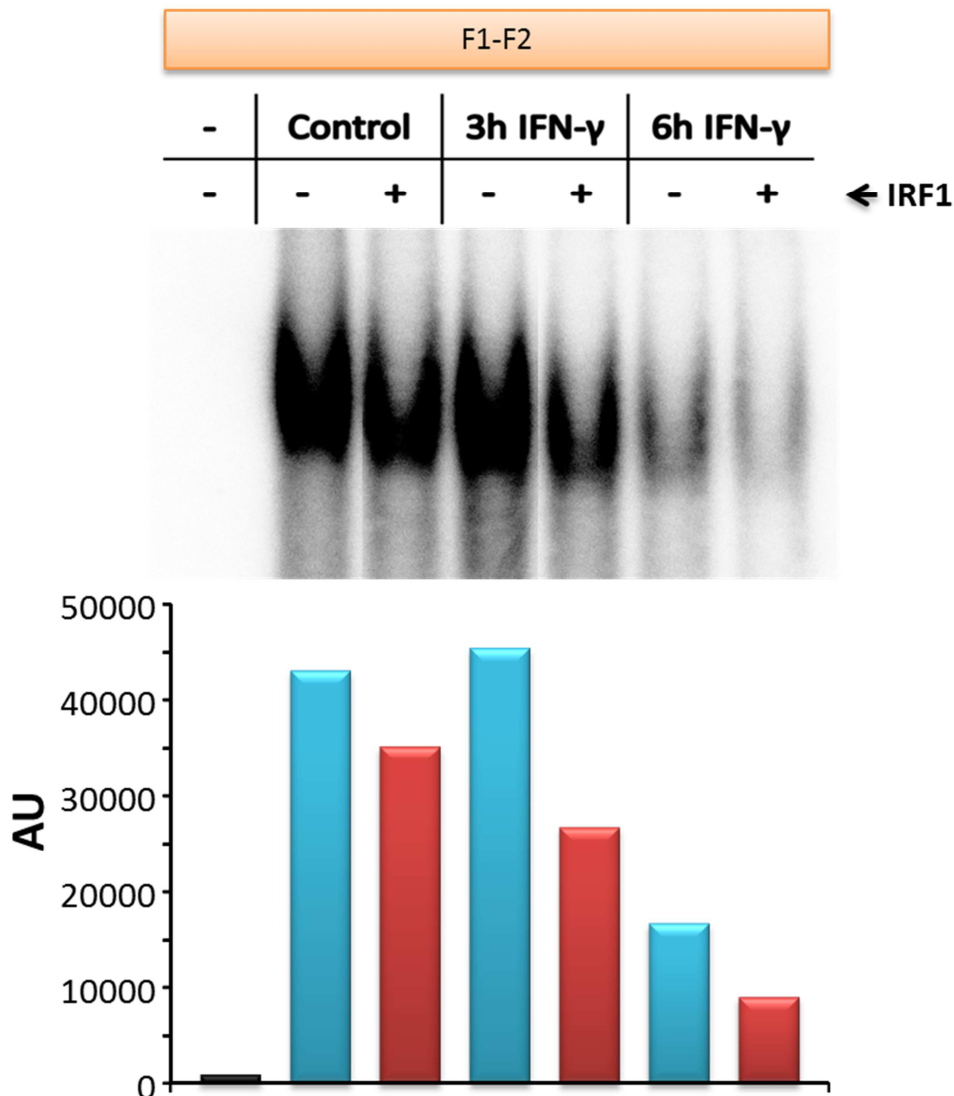 F1-F2
- Control 3h IFN-γ 6h IFN-γ
- - + - + - + ← IRF1
50000
40000
30000
20000
10000
0
AU